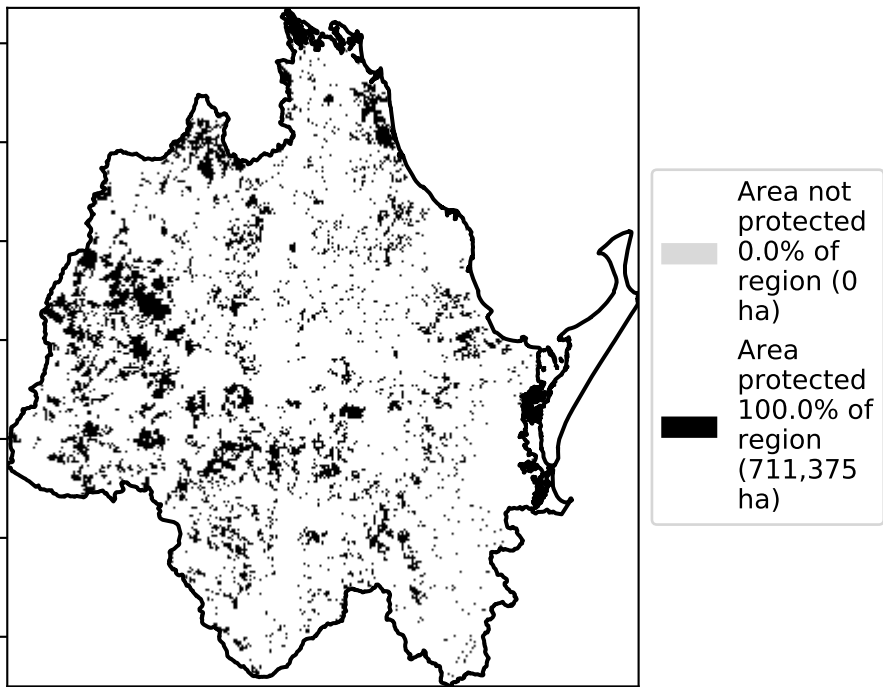 Area not
protected
0.0% of
region (0
ha)
Area
protected
100.0% of
region
(711,375
ha)